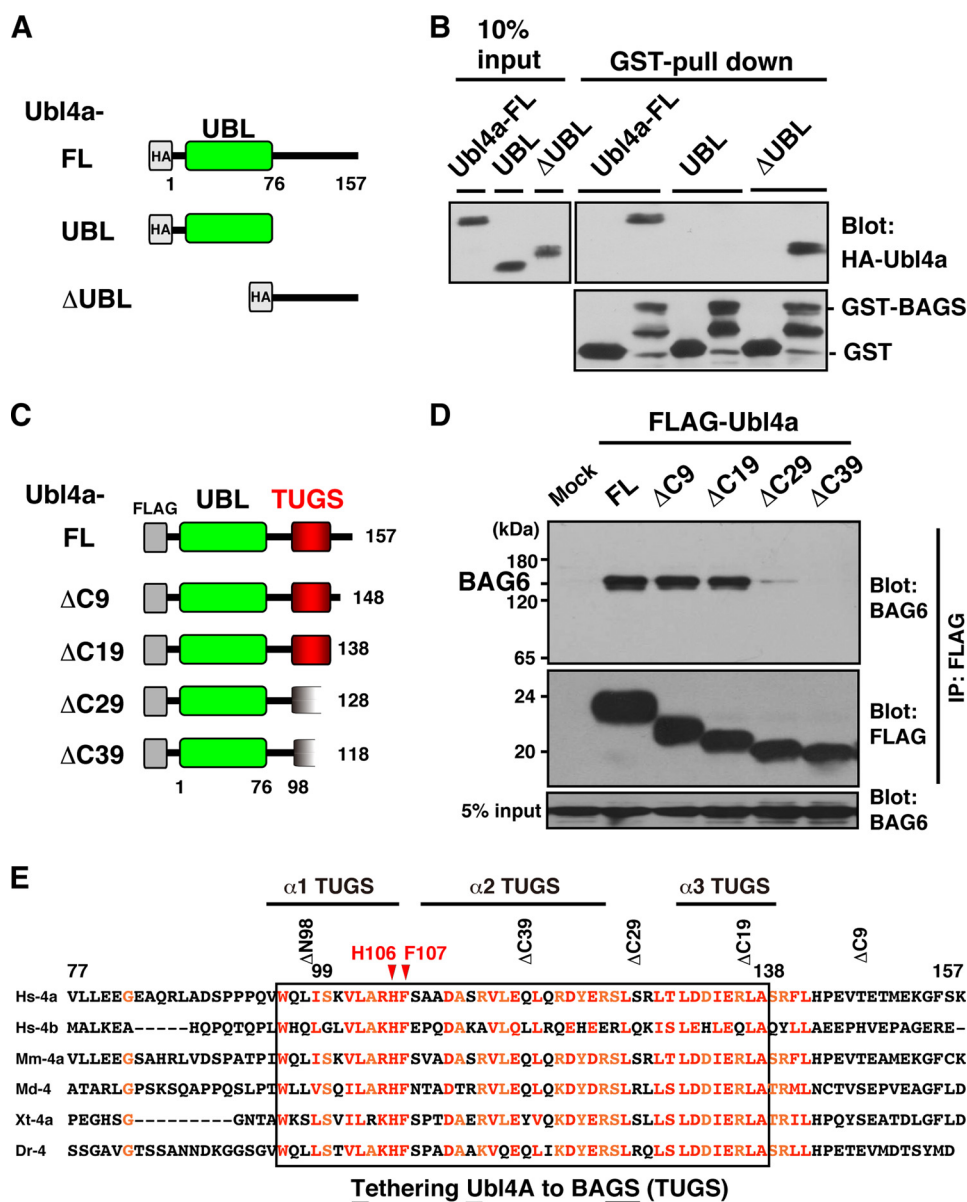 A
Ubl4a-
UBL
FL
HA
1 76 157
UBL
HA
ΔUBL
HA
B
10%
input
GST-pull down
Ubl4a-FL
UBL
ΔUBL
Ubl4a-FL
UBL
ΔUBL
Blot:
HA-Ubl4a
GST-BAGS
GST
C
Ubl4a-
FLAG UBL TUGS
FL 157
ΔC9 148
ΔC19 138
ΔC29 128
ΔC39 118
1 76 98
D
FLAG-Ubl4a
Mock FL ΔC9 ΔC19 ΔC29 ΔC39
(kDa)
180
BAG6
120
65
Blot:
BAG6
24
20
Blot:
FLAG
IP: FLAG
5% input
Blot:
BAG6
E
α1 TUGS α2 TUGS α3 TUGS
ΔN98 H106 F107 ΔC39 ΔC29 ΔC19 ΔC9
77 99 138 157
Hs-4a VLLEEGEAQRLADSPPPQVWQLISKVLARHFSAADASRVLEQLQRDYERSLSRLTLDDIERLASRFLHPEVTETMEKGFSK
Hs-4b MALKEA-----HQPQTQPLWHQLGLVLAKHFEPQDAKAVLQLLRQEHEERLQKISLEHLEQLAQYLLAEEPHVEPAGERE-
Mm-4a VLLEEGSAHRLVDSPATPIWQLISKVLARHFSVADASRVLEQLQRDYERSLSRLTLDDIERLASRFLHPEVTEAMEKGFCK
Md-4 ATARLGPSKSQAPPQSLPTWLLVSQILARHFNTADTRRVLEQLQKDYERSLRLLSLDDIERLATRMLNCTVSEPVEAGFLD
Xt-4a PEGHSG----------GNTAWKSLSVILRKHFSPTDAERVLEYVQKDYERSLSLLSLDDIERLATRILHPQYSEATDLGFLD
Dr-4 SSGAVGTSSANNDKGGSGVWQLLSTVLAKHFSPADAAKVQEQLIKDYERSLRQLSLDDIERLASRLLHPETEVMDTSYMD
Tethering Ubl4A to BAGS (TUGS)